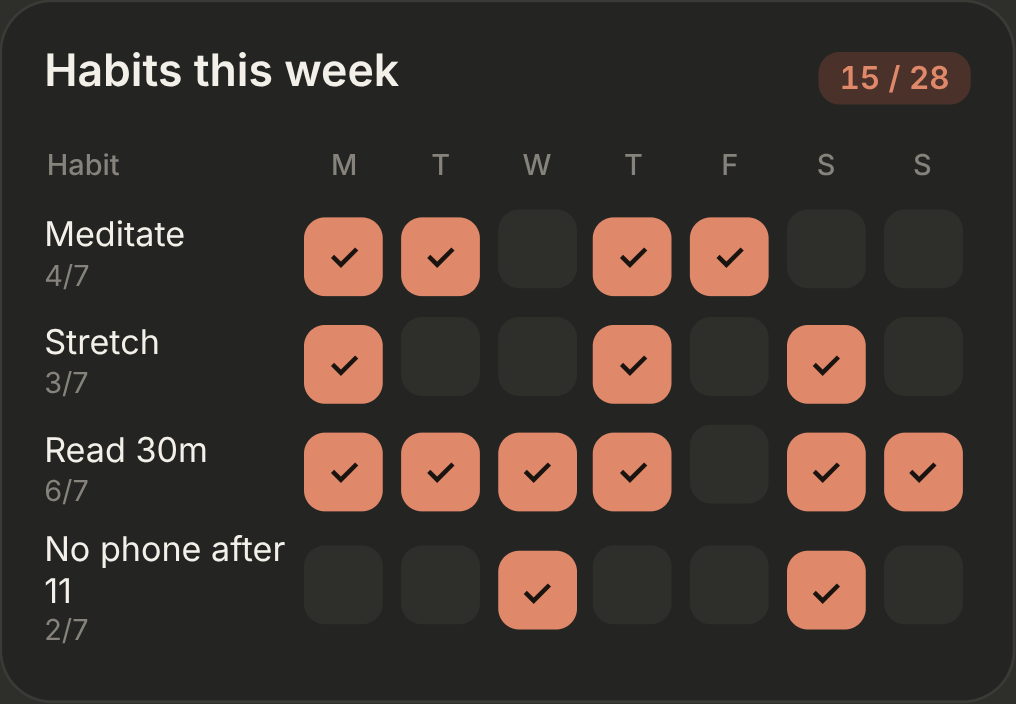 Habits this week
15 / 28
Habit M T W T F S S
Meditate
4/7
Stretch
3/7
Read 30m
6/7
No phone after
11
2/7